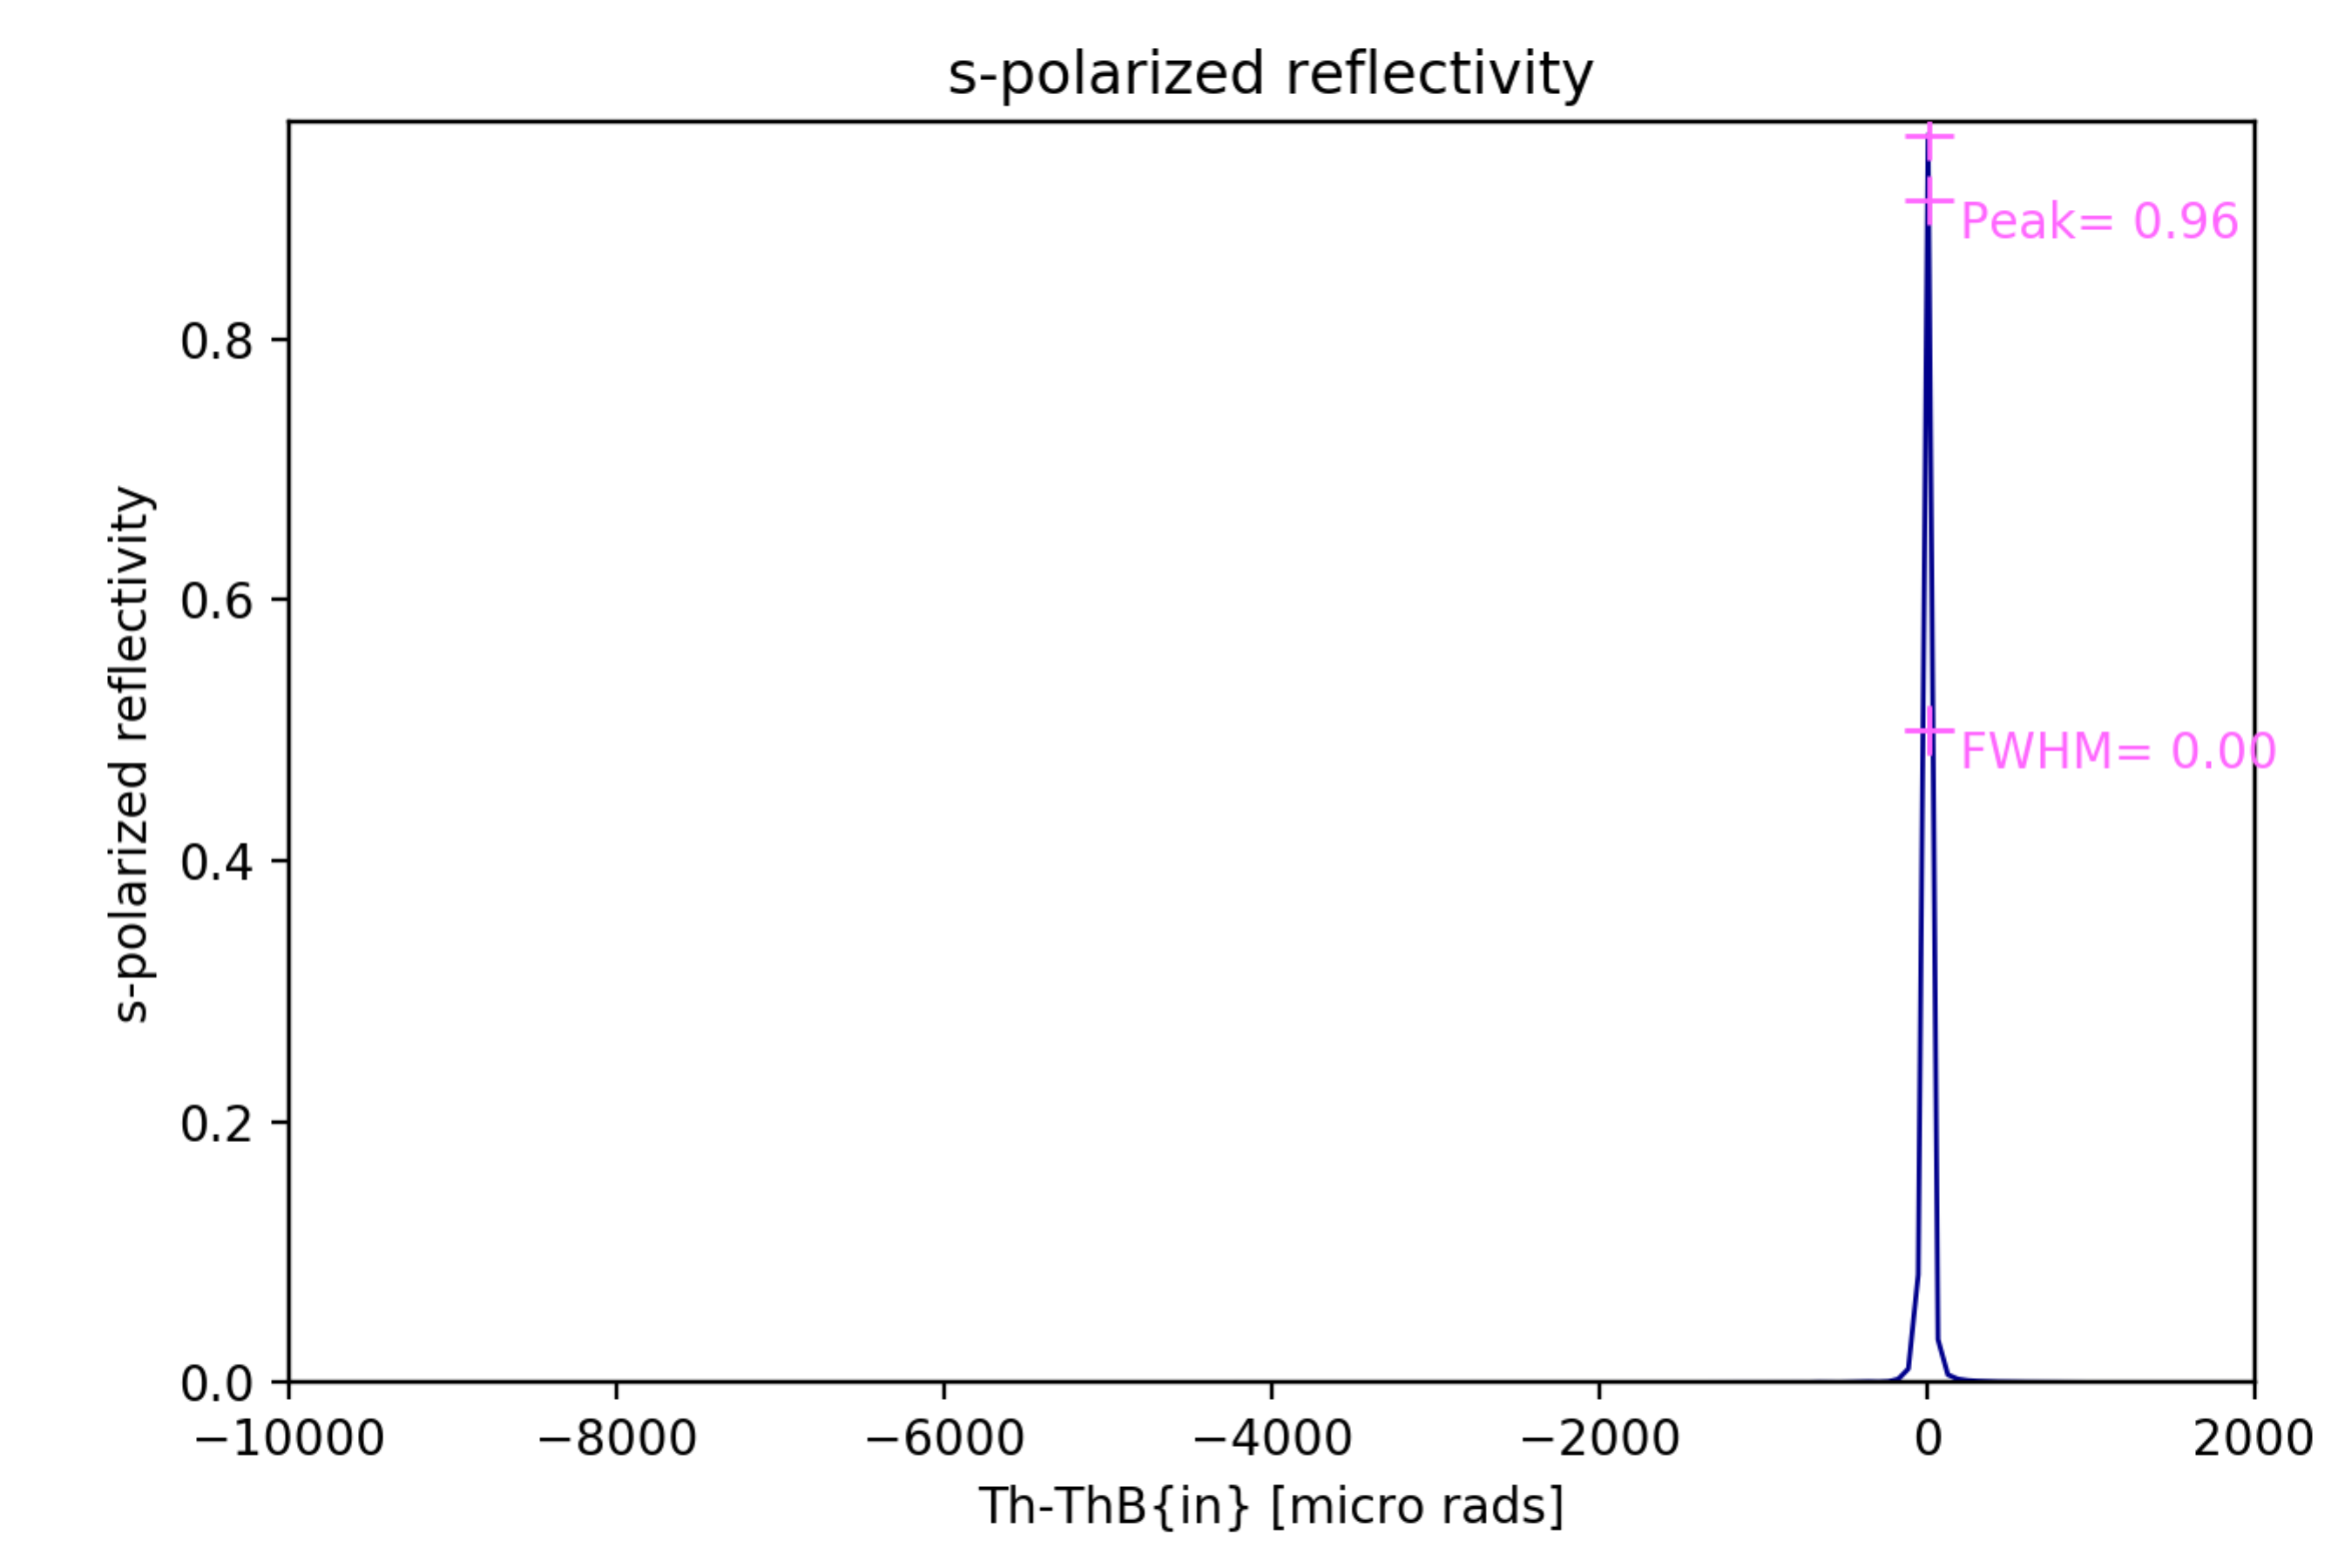 s-polarized reflectivity
Peak= 0.96
FWHM= 0.00
s-polarized reflectivity
0.8
0.6
0.4
0.2
0.0
−10000 −8000 −6000 −4000 −2000 0 2000
Th-ThB{in} [micro rads]